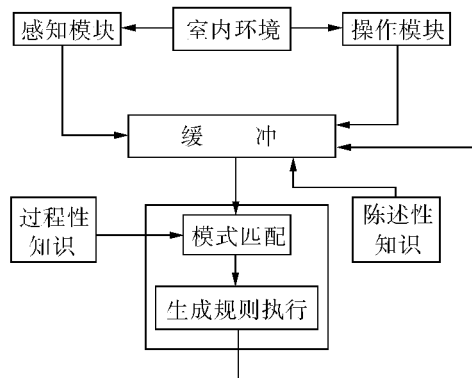 感知模块
室内环境
操作模块
缓 冲
过程性
知识
模式匹配
陈述性
知识
生成规则执行